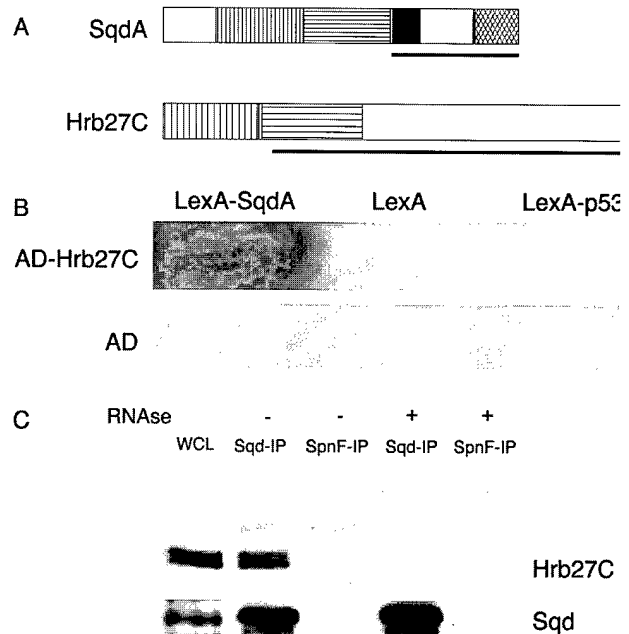 A SqdA
Hrb27C
B LexA-SqdA LexA LexA-p53
AD-Hrb27C
AD
C RNAse - - + +
WCL Sqd-IP SpnF-IP Sqd-IP SpnF-IP
Hrb27C
Sqd